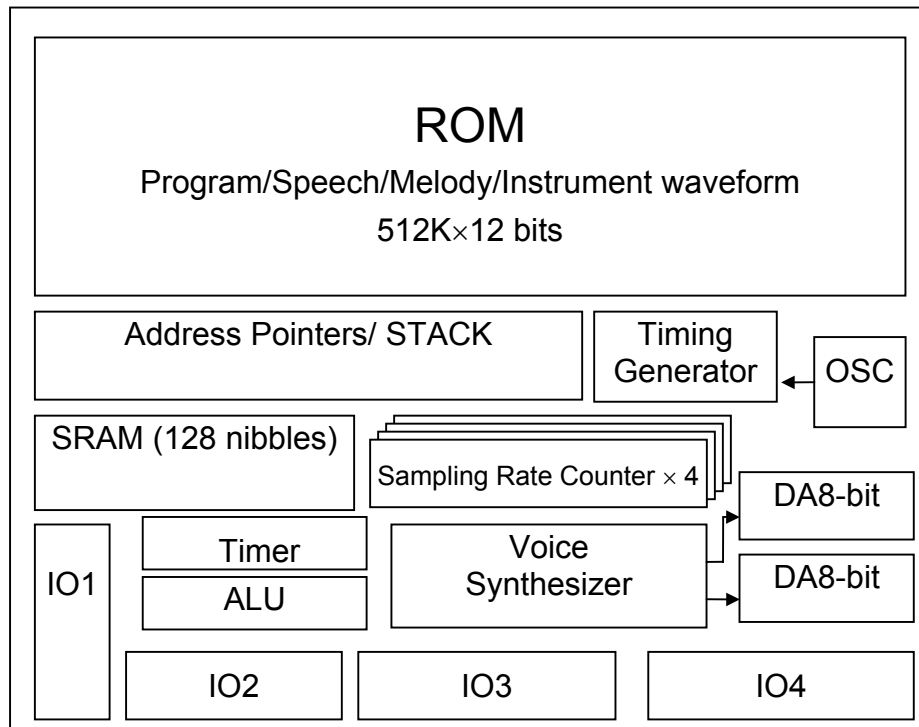 ROM
Program/Speech/Melody/Instrument waveform
512K×12 bits
Address Pointers/ STACK
Timing
Generator
OSC
SRAM (128 nibbles)
Sampling Rate Counter × 4
DA8-bit
IO1
Timer
Voice
Synthesizer
DA8-bit
ALU
IO2
IO3
IO4